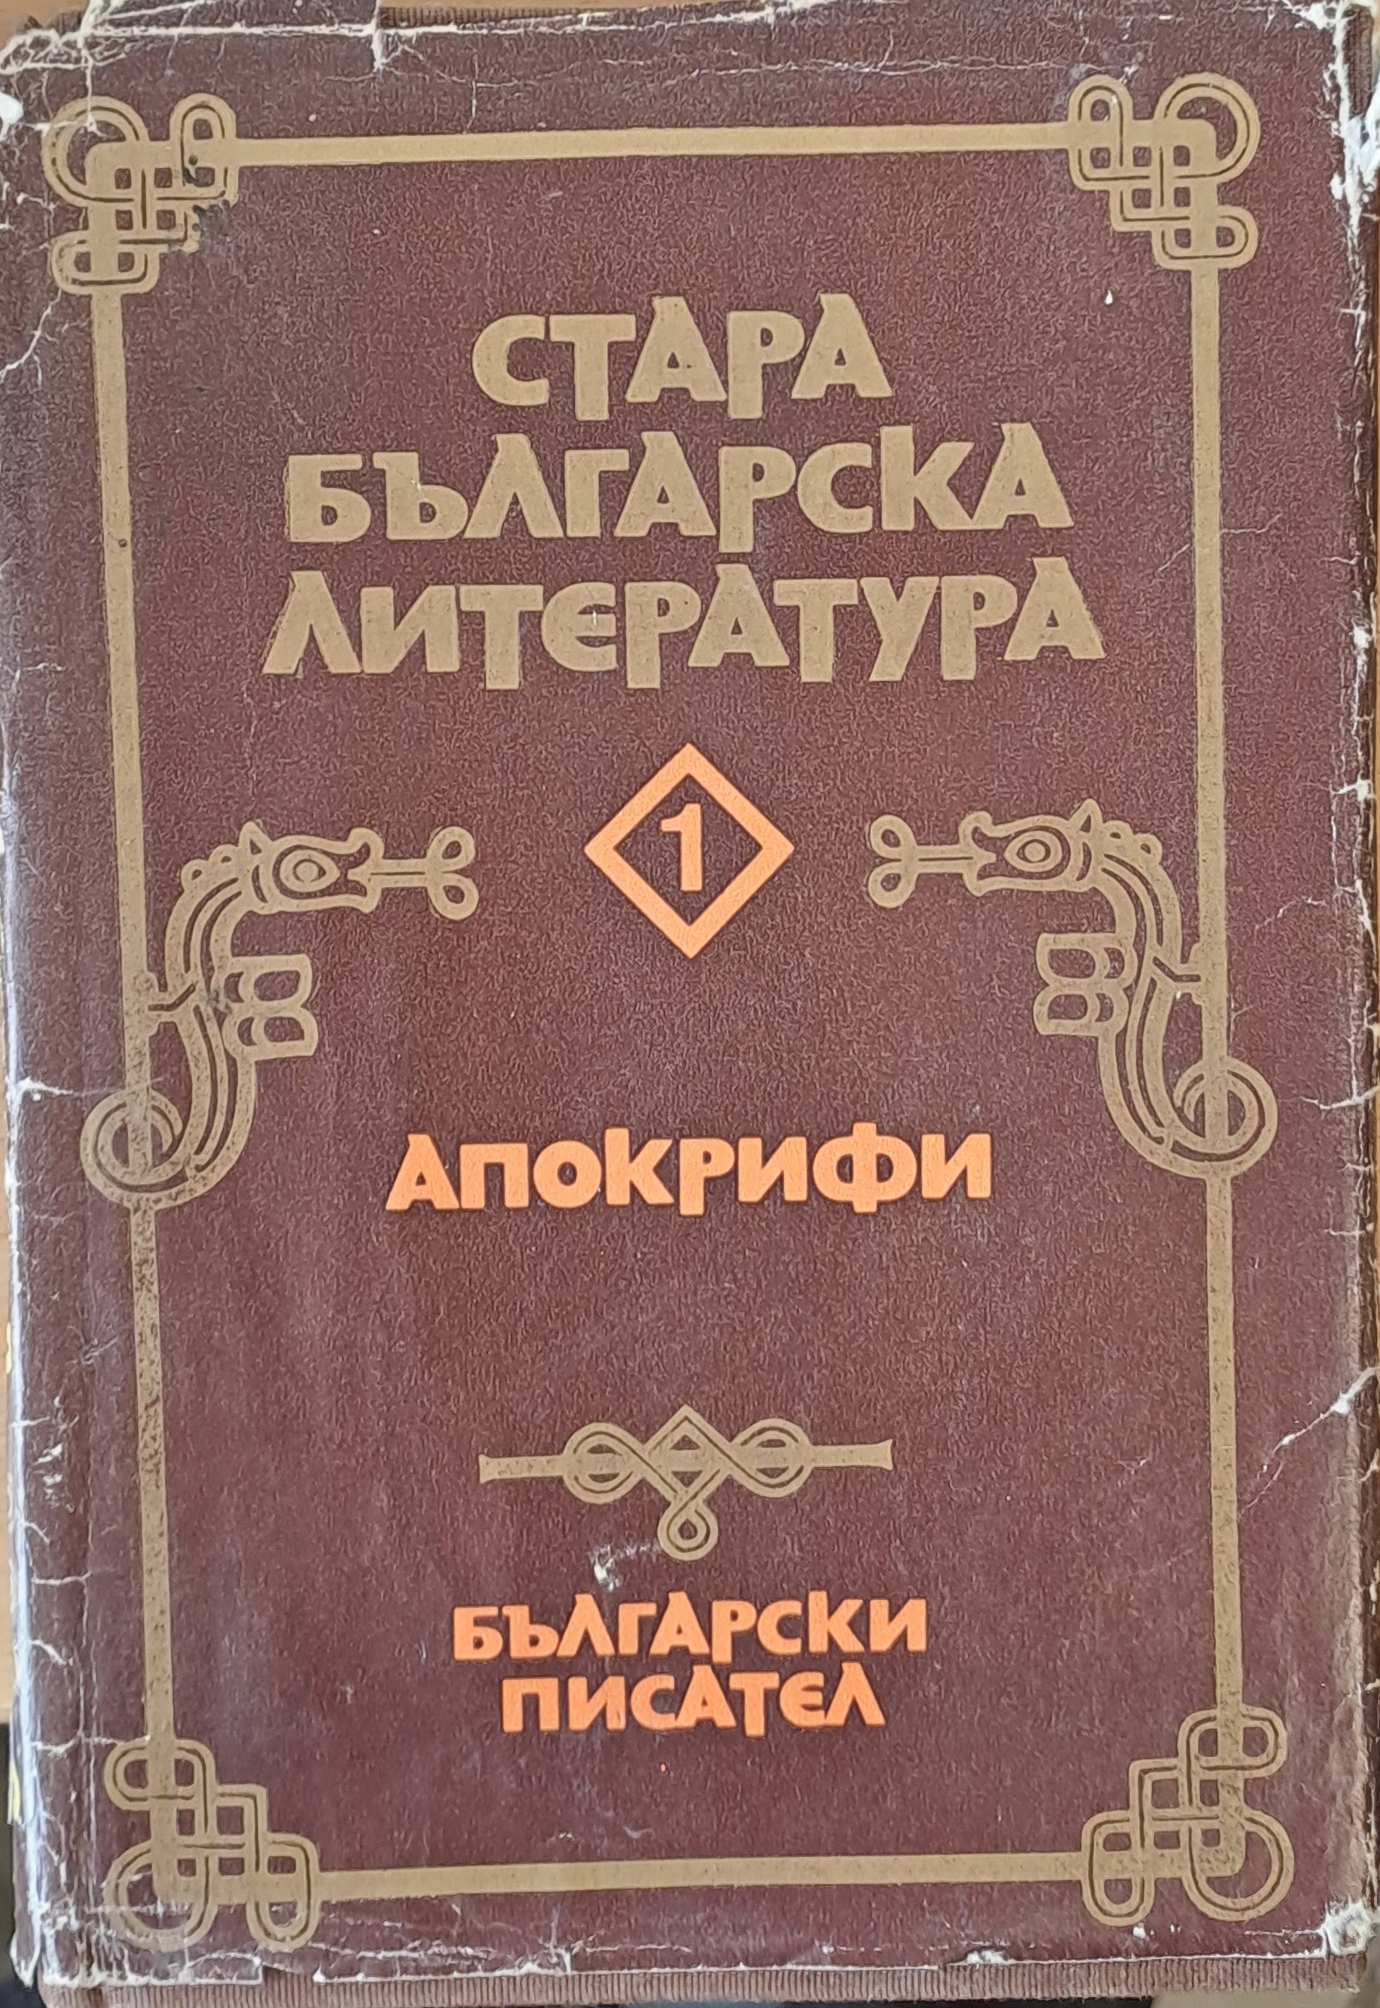 СТАРА
БЪЛГАРСКА
ЛИТЕРАТУРА
1
АПОКРИФИ
БЪЛГАРСКИ
ПИСАТЕЛ